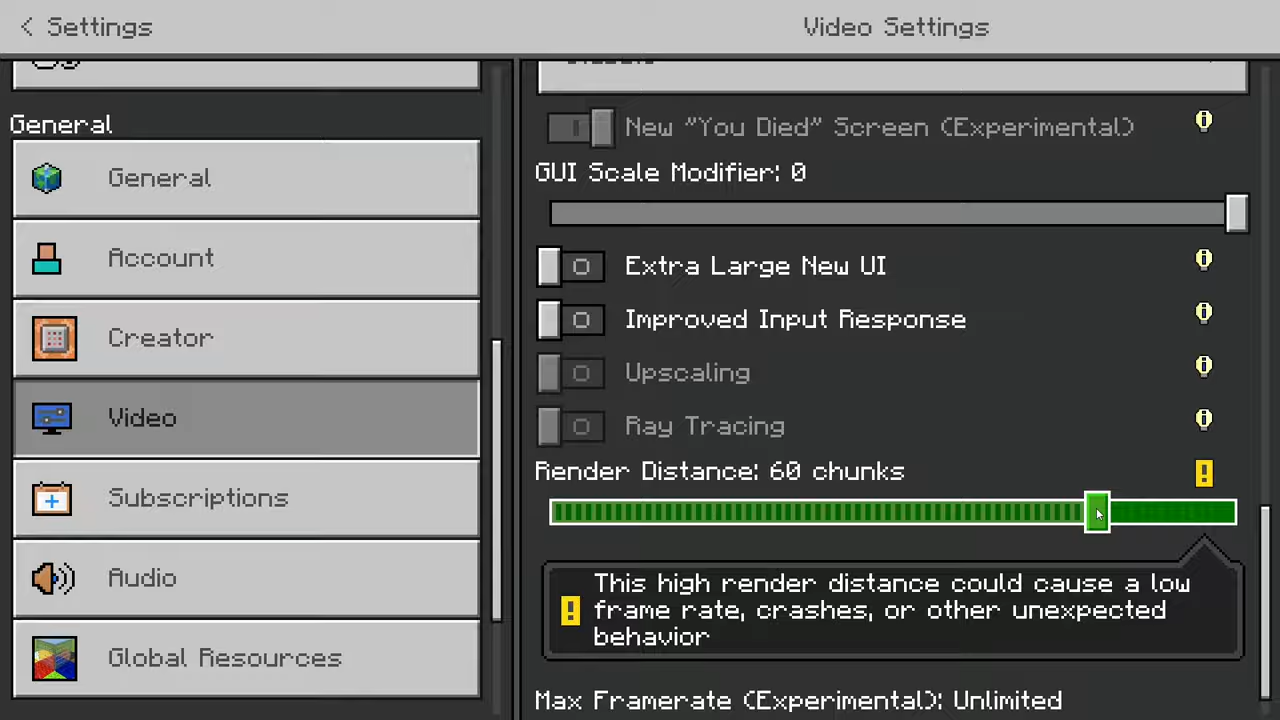 Settings
Video Settings
General
General
Account
Creator
Video
Subscriptions
Audio
Global Resources
New "You Died" Screen (Experimental)
GUI Scale Modifier: 0
Extra Large New UI
Improved Input Response
Upscaling
Ray Tracing
Render Distance: 60 chunks
This high render distance could cause a low
frame rate, crashes, or other unexpected
behavior
Max Framerate (Experimental): Unlimited